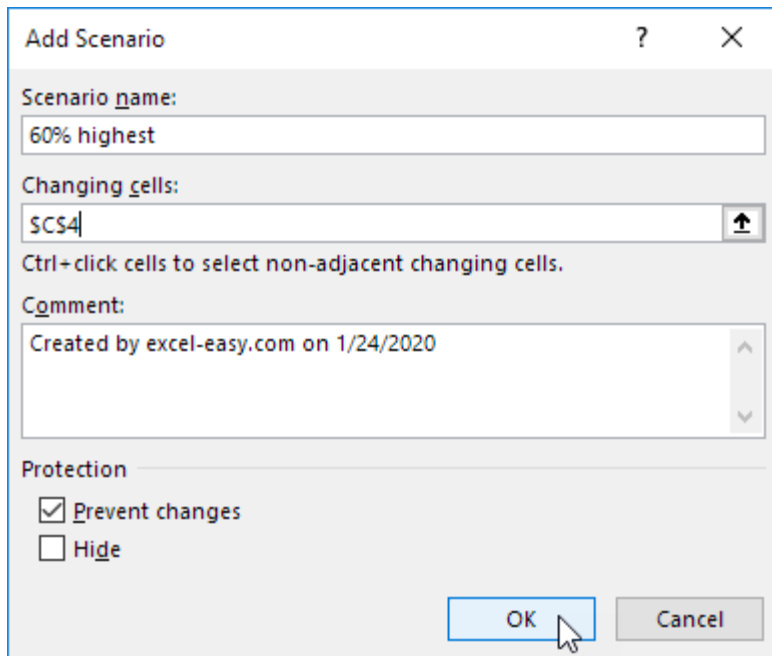 Add Scenario
?
Scenario name:
60% highest
Changing cells:
$C$4
Ctrl+click cells to select non-adjacent changing cells.
Comment:
Created by excel-easy.com on 1/24/2020
Protection
Prevent changes
Hide
OK Cancel